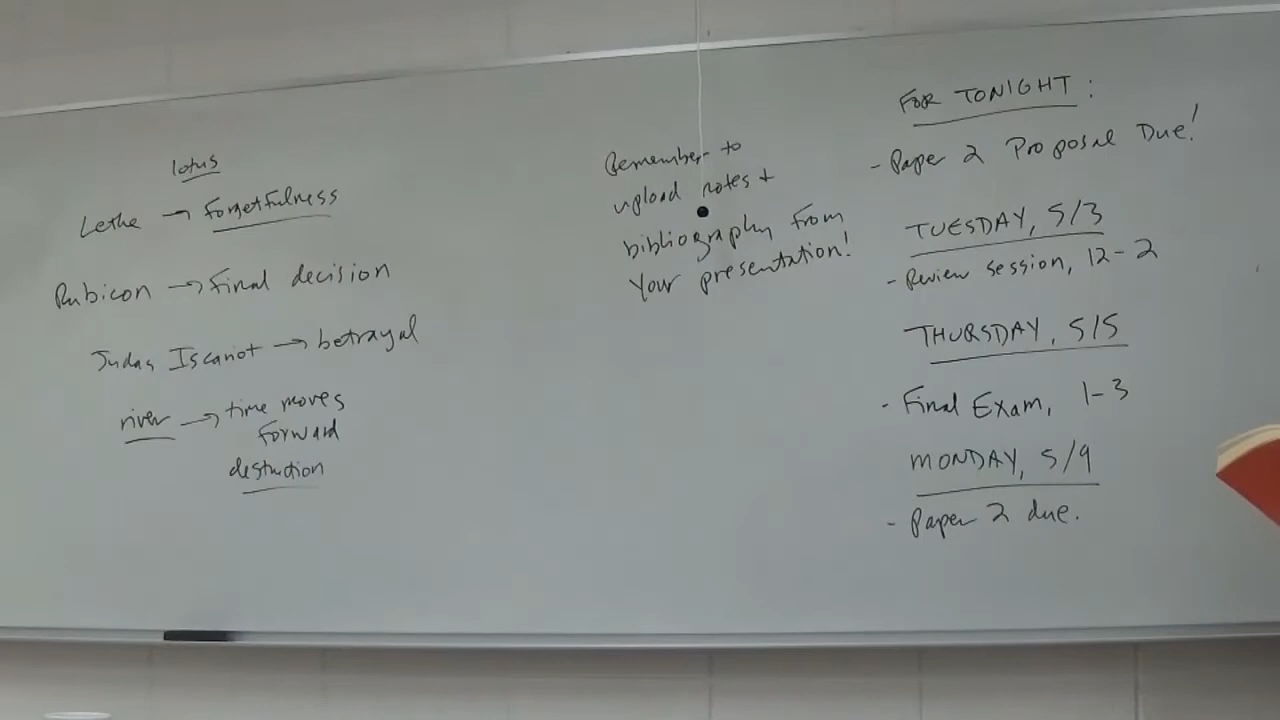 lotus
Lethe → forgetfulness
Rubicon → final decision
Judas Iscariot → betrayal
river → time moves
forward
destruction
Remember to
upload notes +
bibliography from
your presentation!
FOR TONIGHT:
- Paper 2 Proposal Due!
TUESDAY, 5/3
- Review session, 12-2
THURSDAY, 5/5
- Final Exam, 1-3
MONDAY, 5/9
- Paper 2 due.